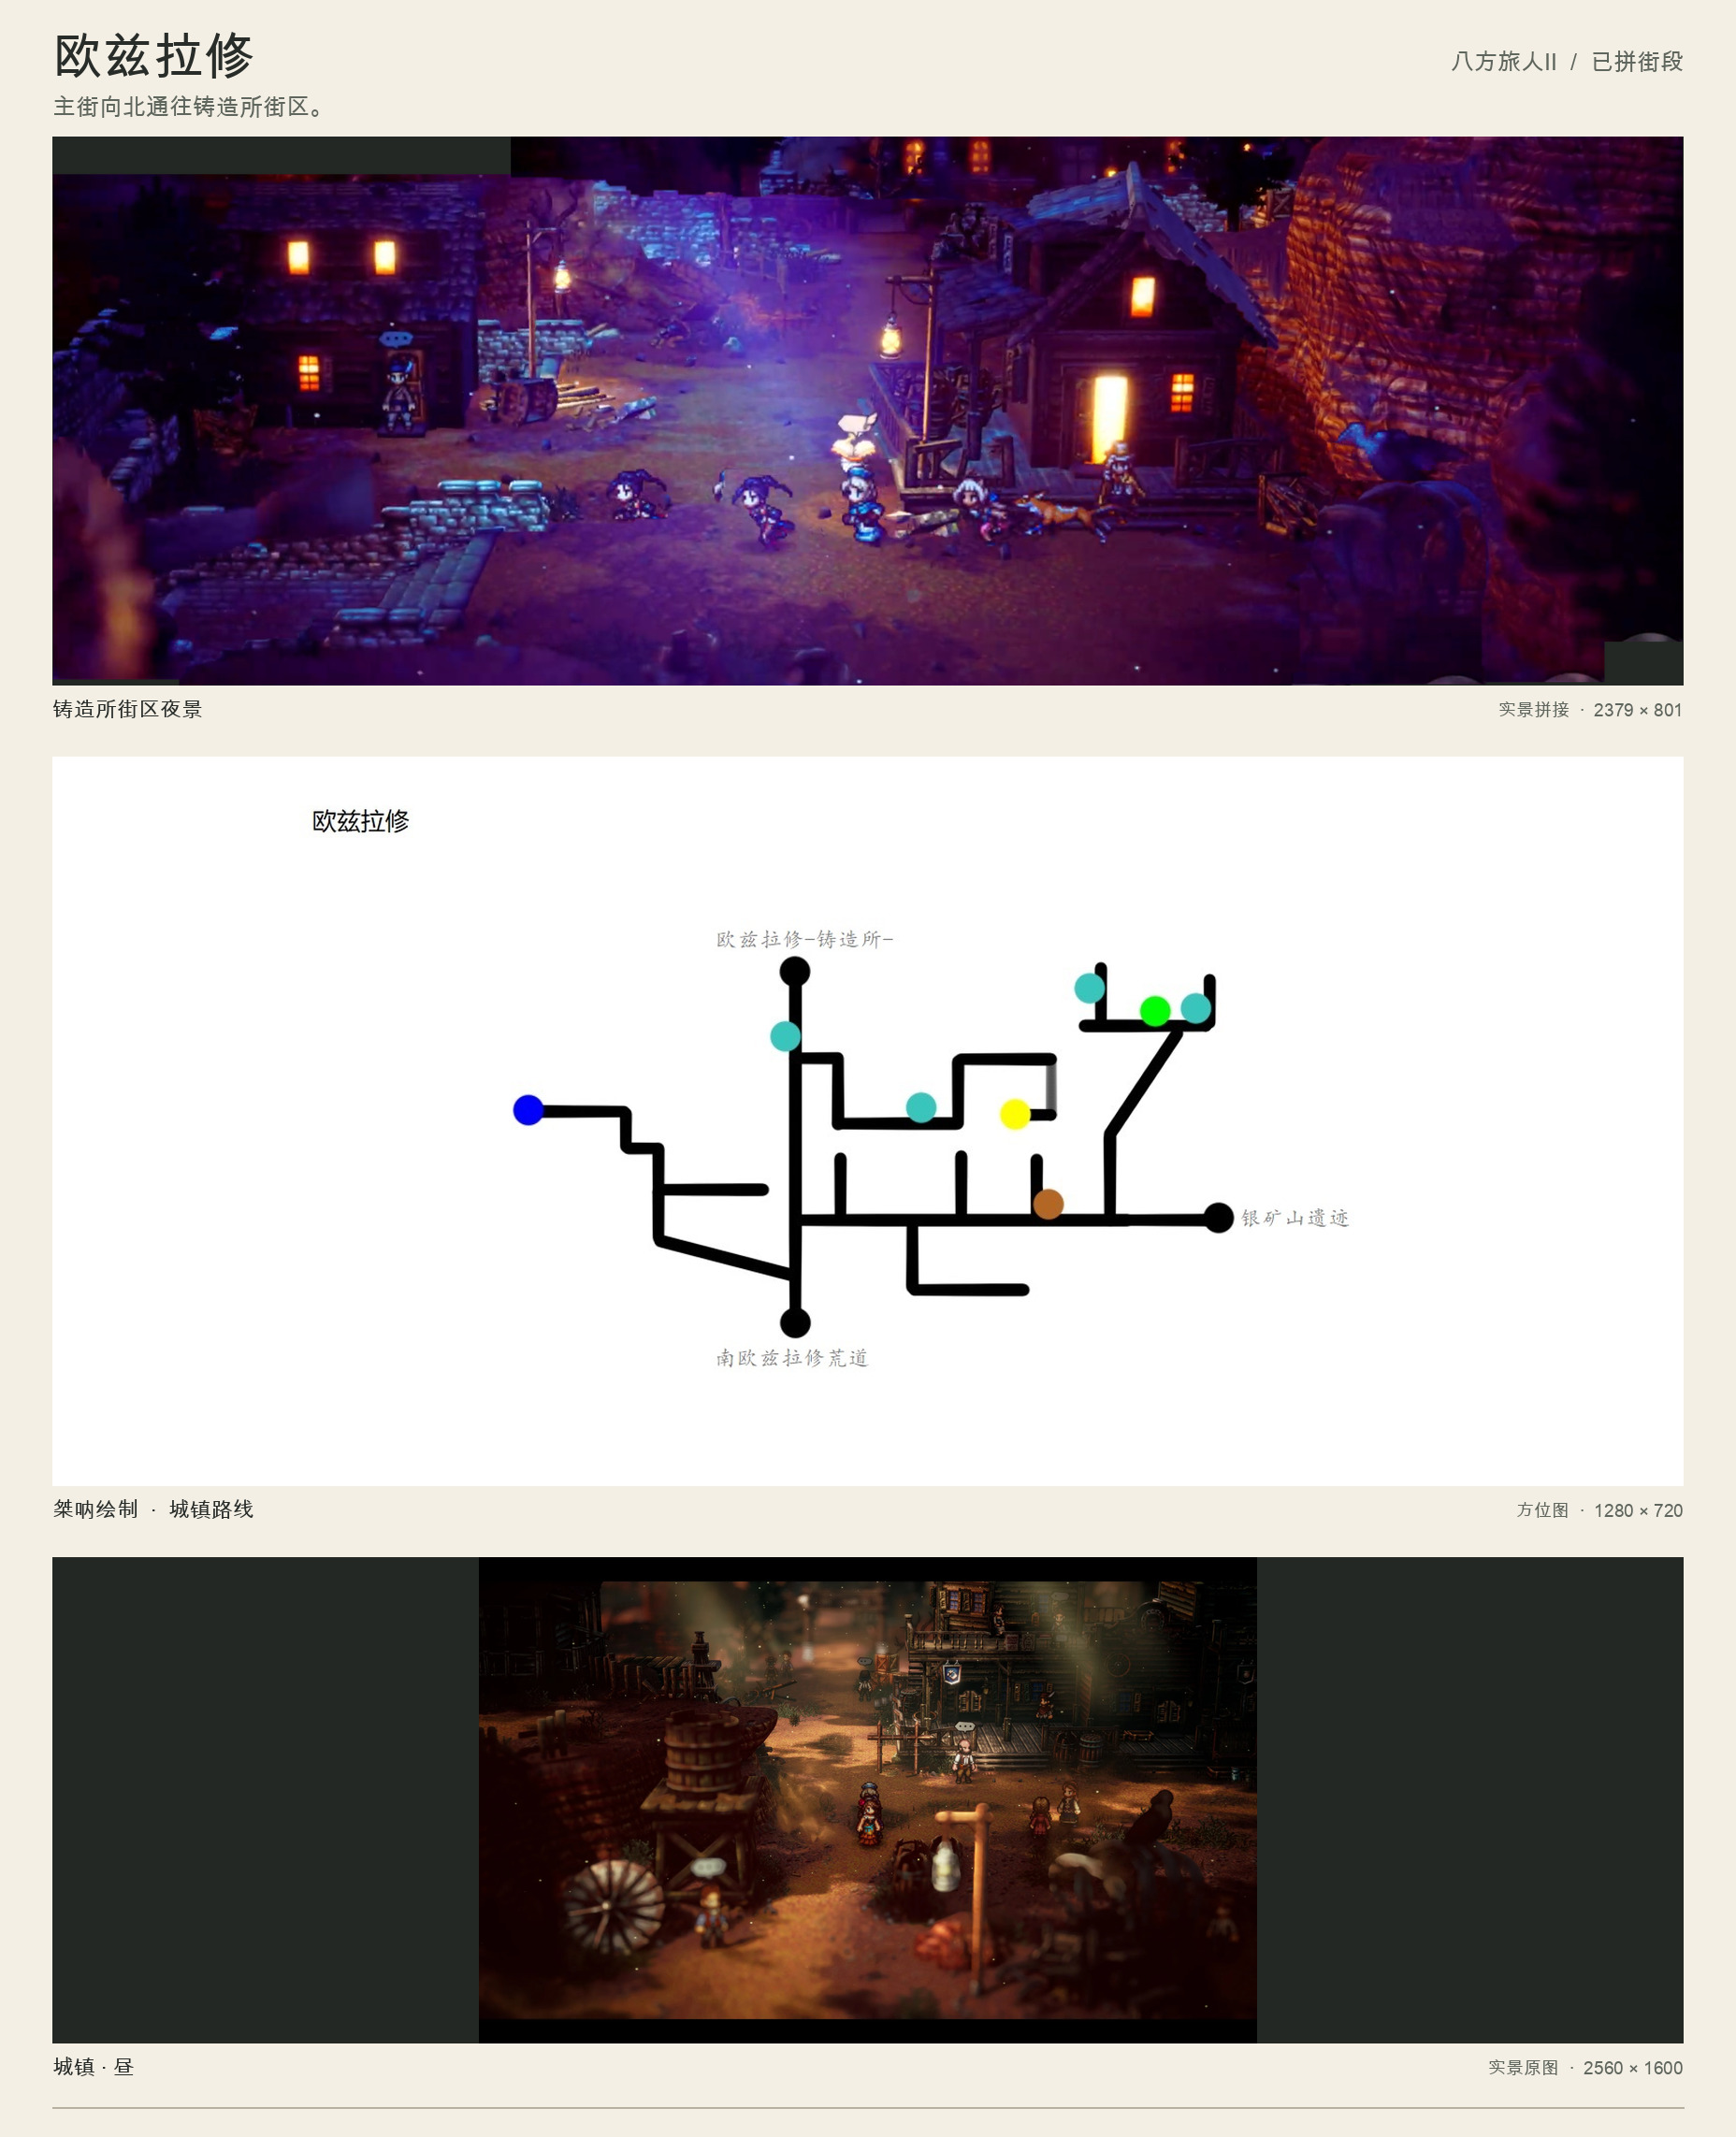 欧兹拉修
八方旅人II / 已拼街段
主街向北通往铸造所街区。
铸造所街区夜景
实景拼接 · 2379 × 801
欧兹拉修
欧兹拉修-铸造所-
银矿山遗迹
南欧兹拉修荒道
桀呐绘制 · 城镇路线
方位图 · 1280 × 720
城镇 · 昼
实景原图 · 2560 × 1600